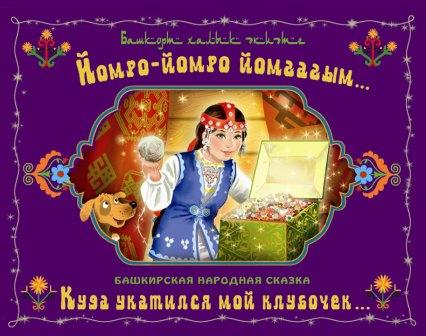 Башҡорт халыҡ әкиәте
Йомро-йомро йомғағым...
БАШКИРСКАЯ НАРОДНАЯ СКАЗКА
Куда укатился мой клубочек...